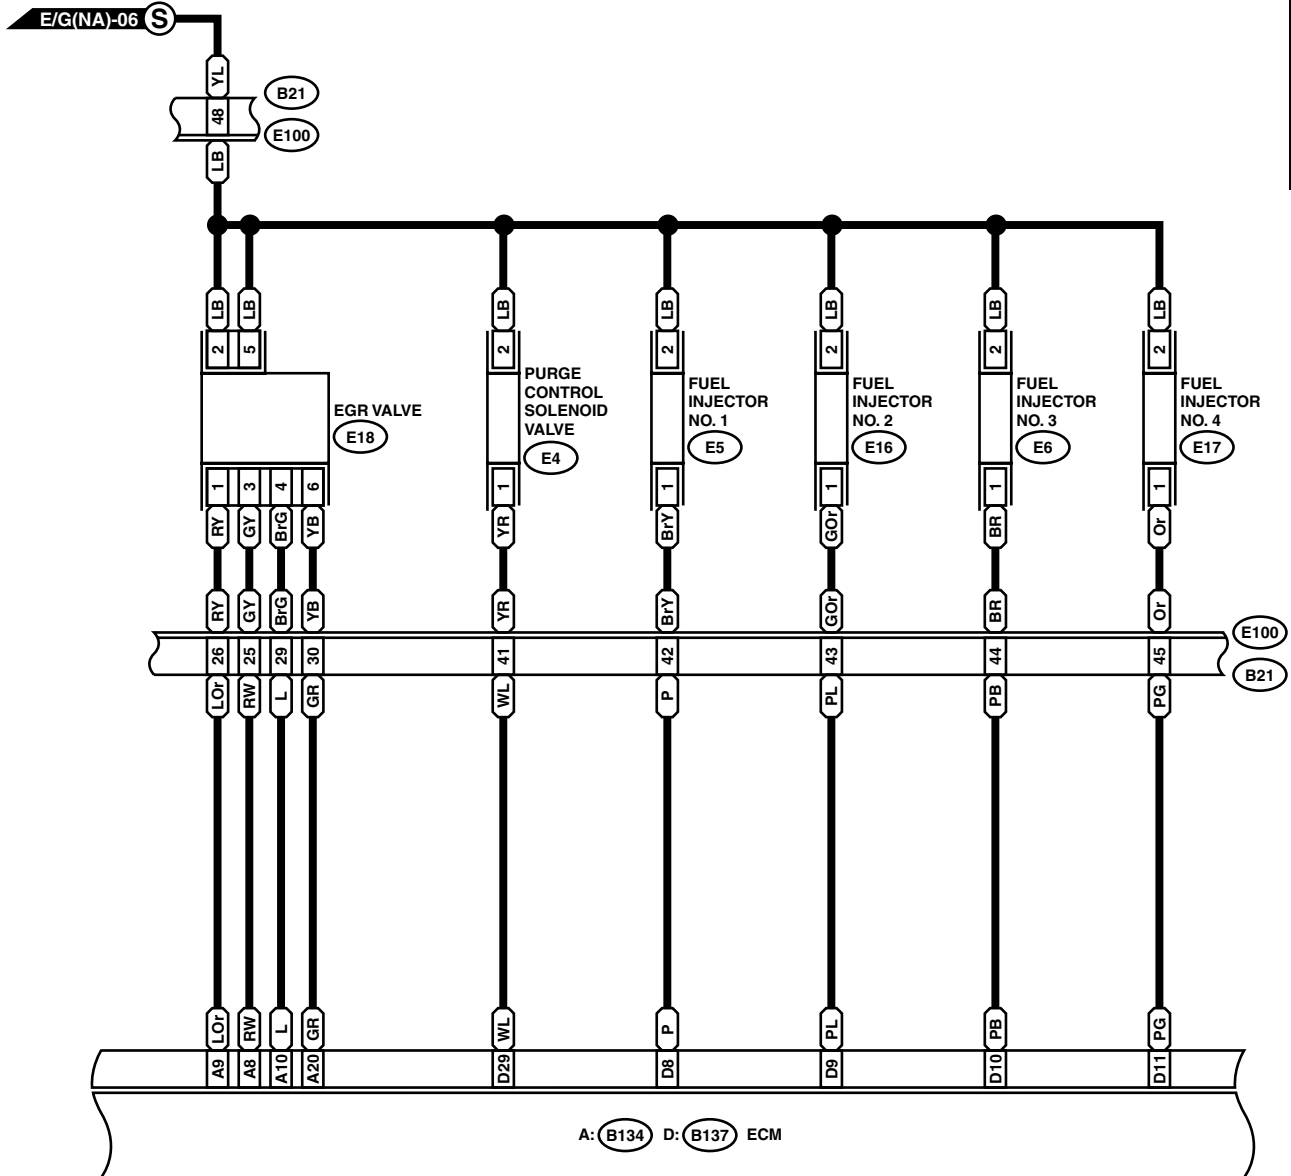 E/G(NA)-06 S
YL
B21
48
E100
LB
LB LB LB LB LB LB LB
2 5 2 2 2 2 2
EGR VALVE
E18
PURGE
CONTROL
SOLENOID
VALVE
E4
FUEL
INJECTOR
NO. 1
E5
FUEL
INJECTOR
NO. 2
E16
FUEL
INJECTOR
NO. 3
E6
FUEL
INJECTOR
NO. 4
E17
1 3 4 6 1 1 1 1 1
RY GY BrG YB YR BrY GOr BR Or
RY GY BrG YB YR BrY GOr BR Or
E100
26 25 29 30 41 42 43 44 45
B21
LOr RW L GR WL P PL PB PG
LOr RW L GR WL P PL PB PG
A9 A8 A10 A20 D29 D8 D9 D10 D11
A: B134 D: B137 ECM